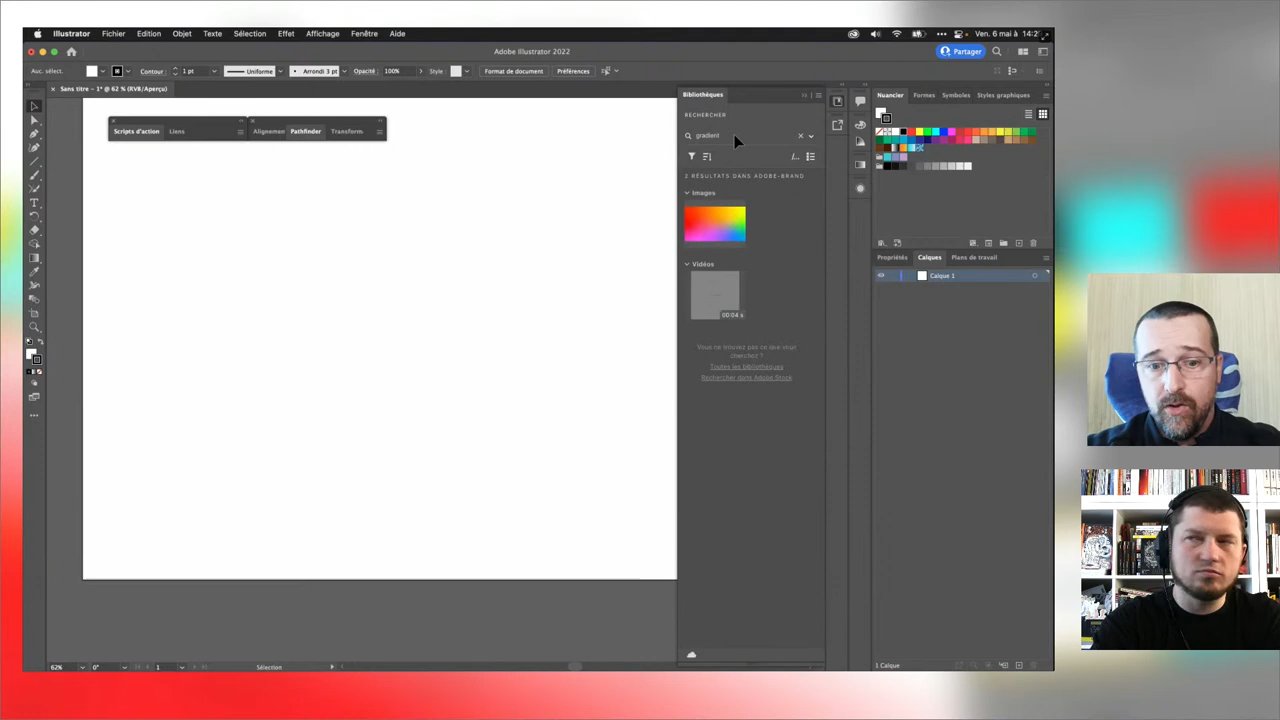 Illustrator Fichier Edition Objet Texte Sélection Effet Affichage Fenêtre Aide Ven. 6 mai à
Adobe Illustrator 2022
Partager
Auc. sélect. Contour : 1 pt Uniforme Arrondi 3 pt Opacité : 100% Style : Format de document Préférences
× Sans titre - 1* @ 62 % (RVB/Aperçu)
Bibliothèques
Nuancier Formes Symboles Styles graphiques
RECHERCHER
Scripts d'action Liens Alignemen Pathfinder Transform
gradient
2 RÉSULTATS DANS ADOBE-BRAND
Images
Propriétés Calques Plans de travail
Vidéos
Calque 1
00:04 s
Vous ne trouvez pas ce que vous
cherchez ?
Toutes les bibliothèques
Rechercher dans Adobe Stock
62% 0° 1 Sélection
1 Calque